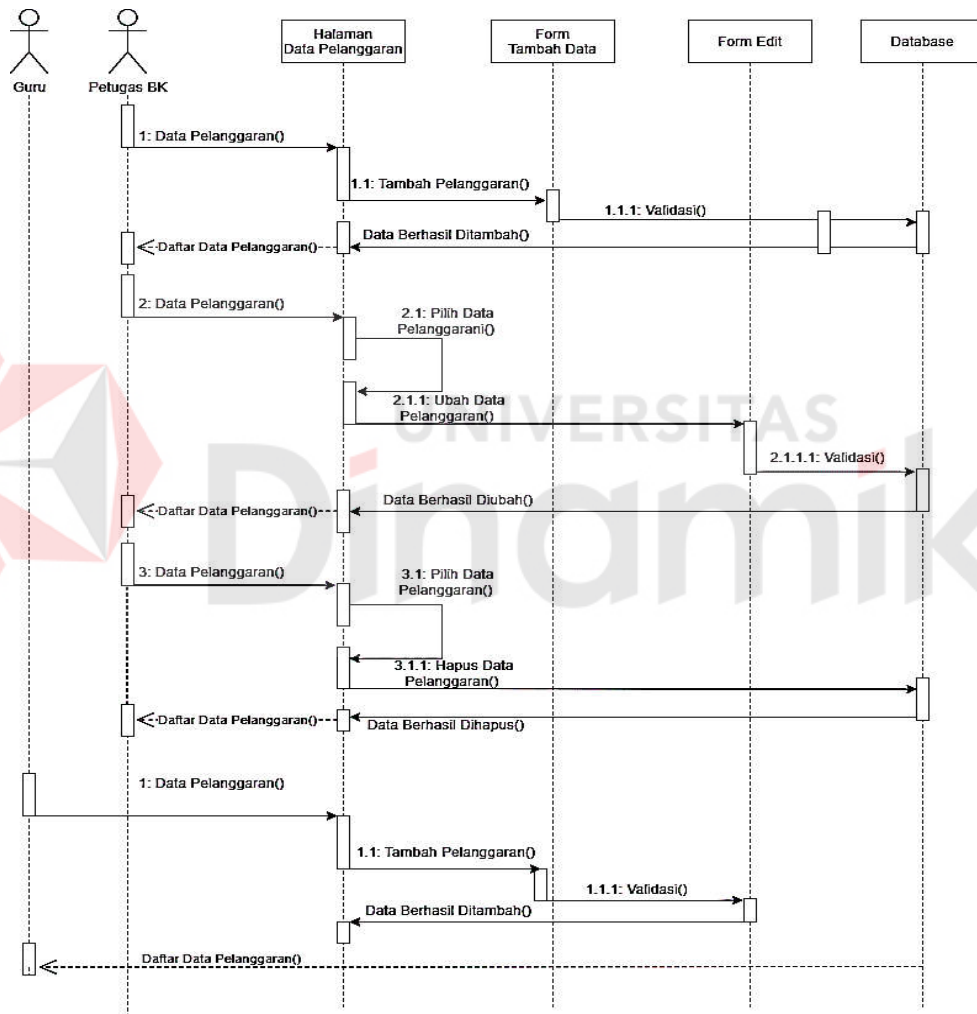 Halaman
Data Pelanggaran
Form
Tambah Data
Form Edit
Database
Guru
Petugas BK
1: Data Pelanggaran()
1.1: Tambah Pelanggaran()
1.1.1: Validasi()
Data Berhasil Ditambah()
Daftar Data Pelanggaran()
2: Data Pelanggaran()
2.1: Pilih Data
Pelanggarani()
2.1.1: Ubah Data
Pelanggaran()
UNIVERSITAS
Dinamika
2.1.1.1: Validasi()
Data Berhasil Diubah()
Daftar Data Pelanggaran()
3: Data Pelanggaran()
3.1: Pilih Data
Pelanggaran()
3.1.1: Hapus Data
Pelanggaran()
Daftar Data Pelanggaran()
Data Berhasil Dihapus()
1: Data Pelanggaran()
1.1: Tambah Pelanggaran()
1.1.1: Validasi()
Data Berhasil Ditambah()
Daftar Data Pelanggaran()